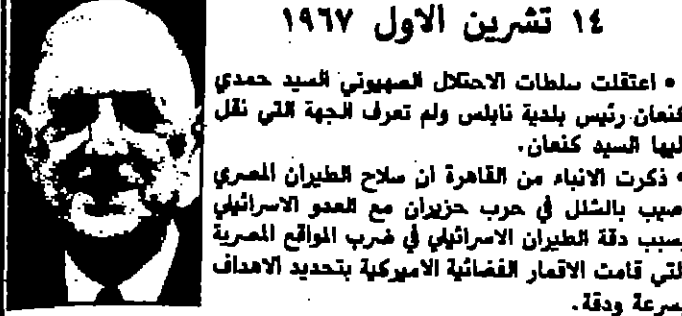 ١٤ تشرين الاول ١٩٦٧
• اعتقلت سلطات الاحتلال الصهيوني السيد حمدي
كنعان رئيس بلدية نابلس ولم تعرف الجهة التي نقل
اليها السيد كنعان.
• ذكرت الانباء من القاهرة ان سلاح الطيران المصري
اصيب بالشلل في حرب حزيران مع العدو الاسرائيلي
بسبب دقة الطيران الاسرائيلي في ضرب المواقع المصرية
التي قامت الاقمار الفضائية الاميركية بتحديد الاهداف
بسرعة ودقة.